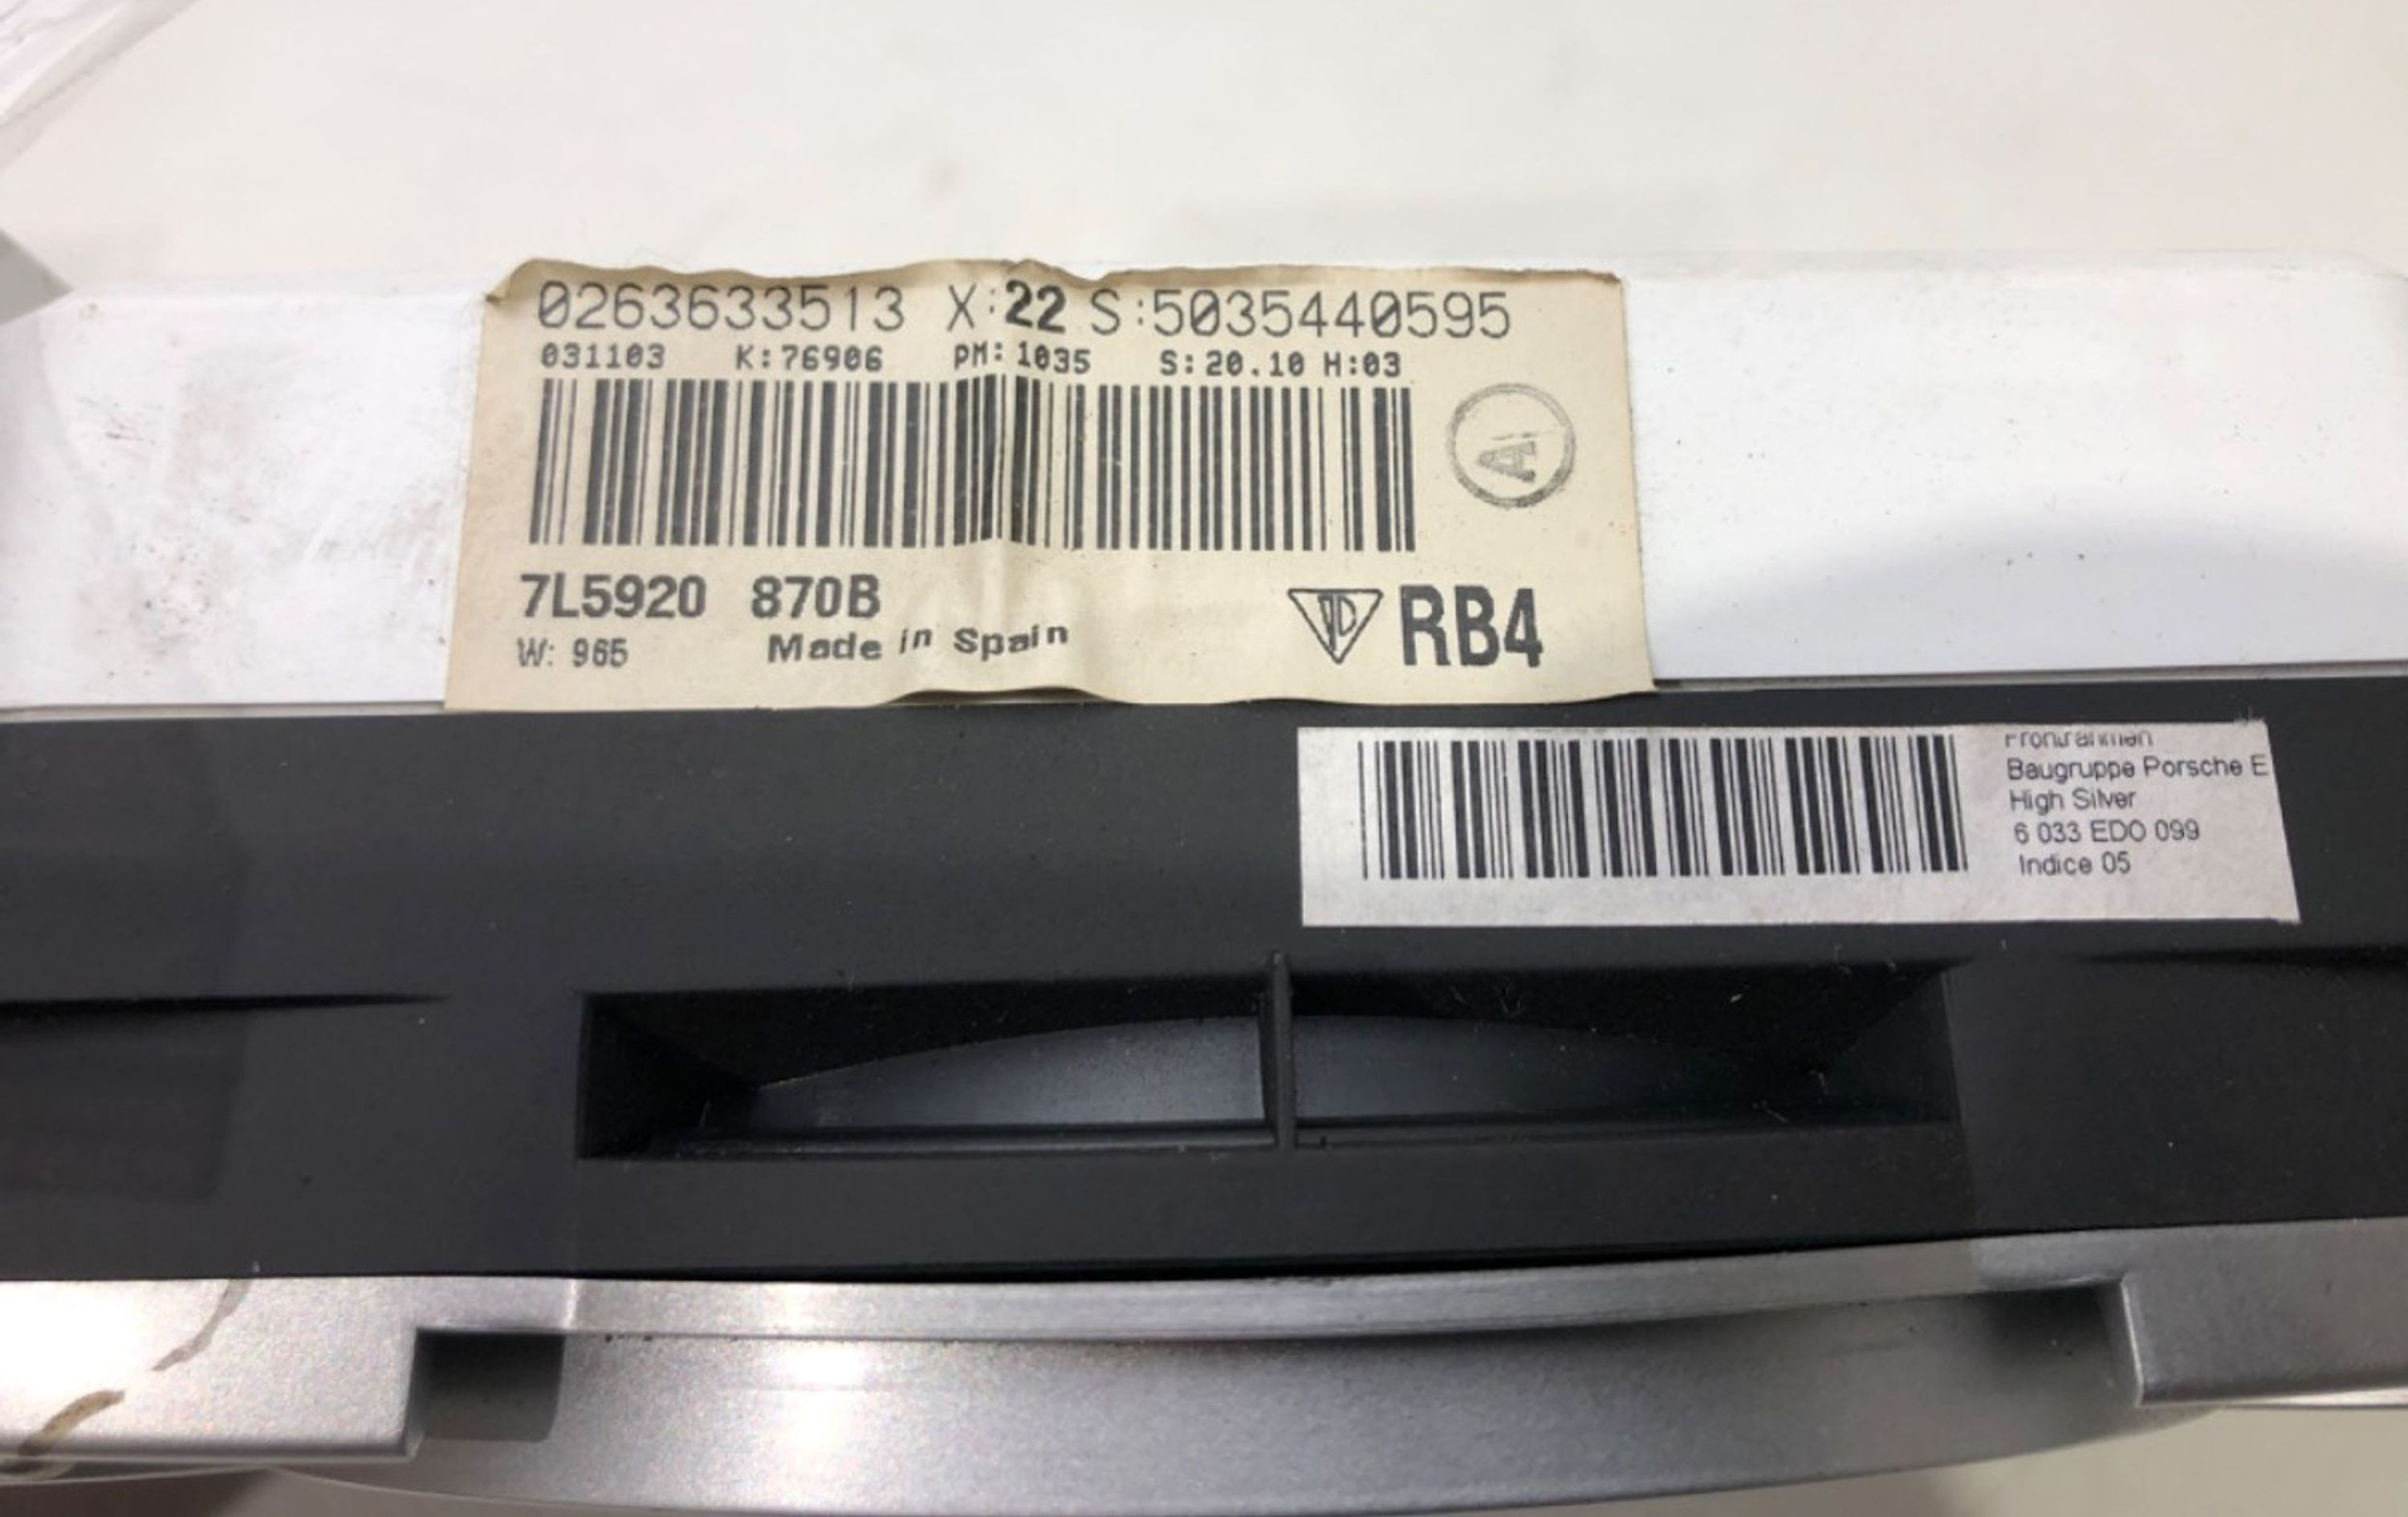 0263633513 X:22 S:5035440595
031103 K:76906 PM:1035 S:20.10 H:03
A
7L5920 870B
W: 965 Made in Spain
RB4
Frontrahmen
Baugruppe Porsche E
High Silver
6 033 EDO 099
Indice 05